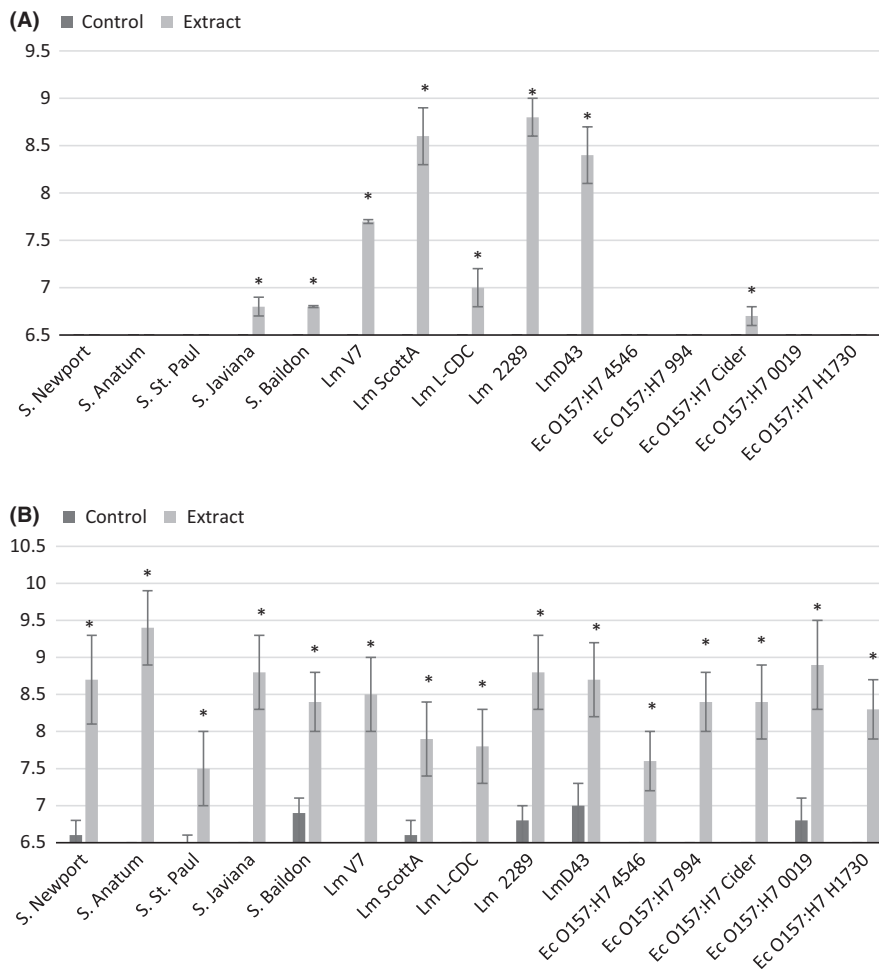 (A) Control Extract
9.5
9
8.5
8
7.5
7
6.5
* * * * * * * *
S. Newport
S. Anatum
S. St. Paul
S. Javiana
S. Baildon
Lm V7
Lm ScottA
Lm L-CDC
Lm 2289
LmD43
Ec O157:H7 4546
Ec O157:H7 994
Ec O157:H7 Cider
Ec O157:H7 0019
Ec O157:H7 H1730
(B) Control Extract
10.5
10
9.5
9
8.5
8
7.5
7
6.5
* * * * * * * * * * * * * * *
S. Newport
S. Anatum
S. St. Paul
S. Javiana
S. Baildon
Lm V7
Lm ScottA
Lm L-CDC
Lm 2289
LmD43
Ec O157:H7 4546
Ec O157:H7 994
Ec O157:H7 Cider
Ec O157:H7 0019
Ec O157:H7 H1730